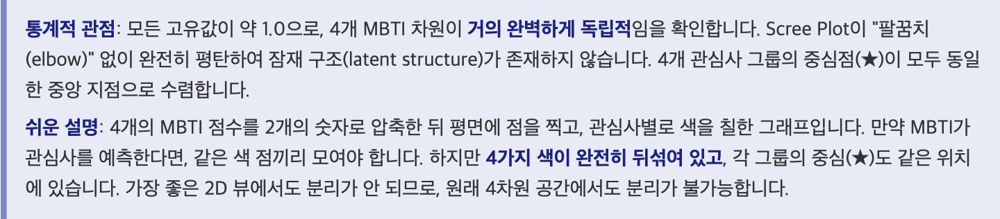 통계적 관점: 모든 고유값이 약 1.0으로, 4개 MBTI 차원이 거의 완벽하게 독립적임을 확인합니다. Scree Plot이 "팔꿈치
(elbow)" 없이 완전히 평탄하여 잠재 구조(latent structure)가 존재하지 않습니다. 4개 관심사 그룹의 중심점(★)이 모두 동일
한 중앙 지점으로 수렴합니다.
쉬운 설명: 4개의 MBTI 점수를 2개의 숫자로 압축한 뒤 평면에 점을 찍고, 관심사별로 색을 칠한 그래프입니다. 만약 MBTI가
관심사를 예측한다면, 같은 색 점끼리 모여야 합니다. 하지만 4가지 색이 완전히 뒤섞여 있고, 각 그룹의 중심(★)도 같은 위치
에 있습니다. 가장 좋은 2D 뷰에서도 분리가 안 되므로, 원래 4차원 공간에서도 분리가 불가능합니다.